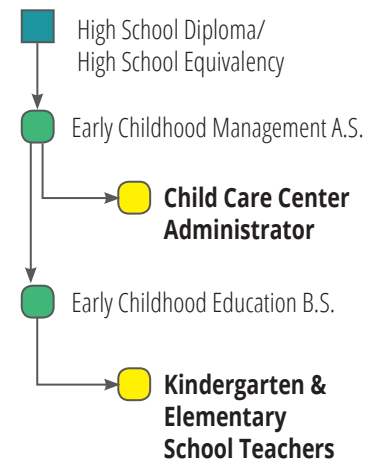 High School Diploma/
High School Equivalency
Early Childhood Management A.S.
Child Care Center
Administrator
Early Childhood Education B.S.
Kindergarten &
Elementary
School Teachers